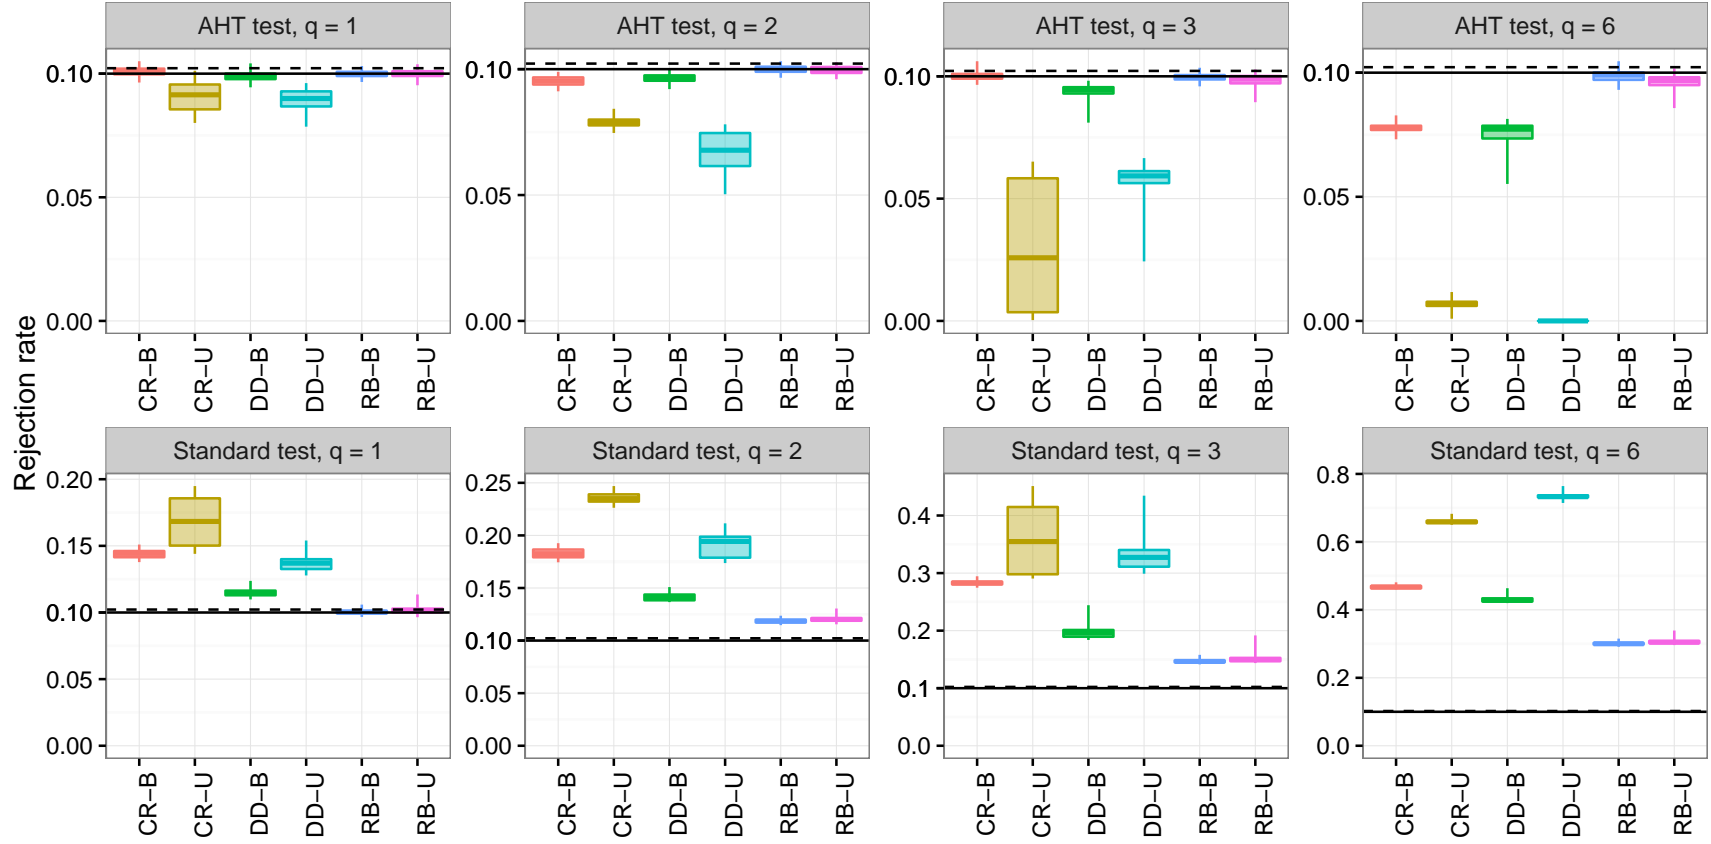 Rejection rate
AHT test, q = 1
0.10
0.05
0.00
CR−B
CR−U
DD−B
DD−U
RB−B
RB−U
AHT test, q = 2
0.10
0.05
0.00
CR−B
CR−U
DD−B
DD−U
RB−B
RB−U
AHT test, q = 3
0.10
0.05
0.00
CR−B
CR−U
DD−B
DD−U
RB−B
RB−U
AHT test, q = 6
0.10
0.05
0.00
CR−B
CR−U
DD−B
DD−U
RB−B
RB−U
Standard test, q = 1
0.20
0.15
0.10
0.05
0.00
CR−B
CR−U
DD−B
DD−U
RB−B
RB−U
Standard test, q = 2
0.25
0.20
0.15
0.10
0.05
0.00
CR−B
CR−U
DD−B
DD−U
RB−B
RB−U
Standard test, q = 3
0.4
0.3
0.2
0.1
0.0
CR−B
CR−U
DD−B
DD−U
RB−B
RB−U
Standard test, q = 6
0.8
0.6
0.4
0.2
0.0
CR−B
CR−U
DD−B
DD−U
RB−B
RB−U